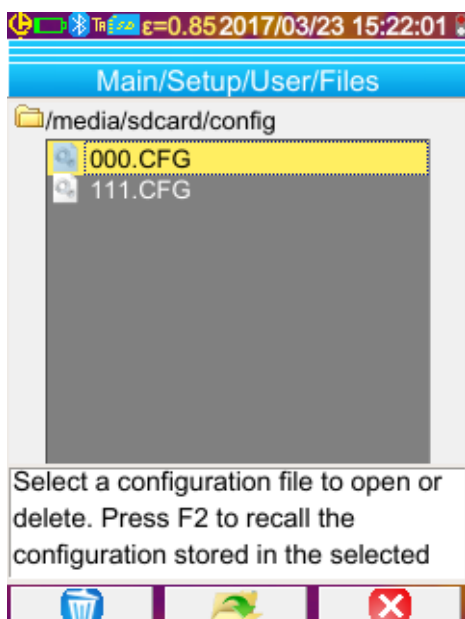 ε=0.85 2017/03/23 15:22:01
Main/Setup/User/Files
/media/sdcard/config
000.CFG
111.CFG
Select a configuration file to open or
delete. Press F2 to recall the
configuration stored in the selected